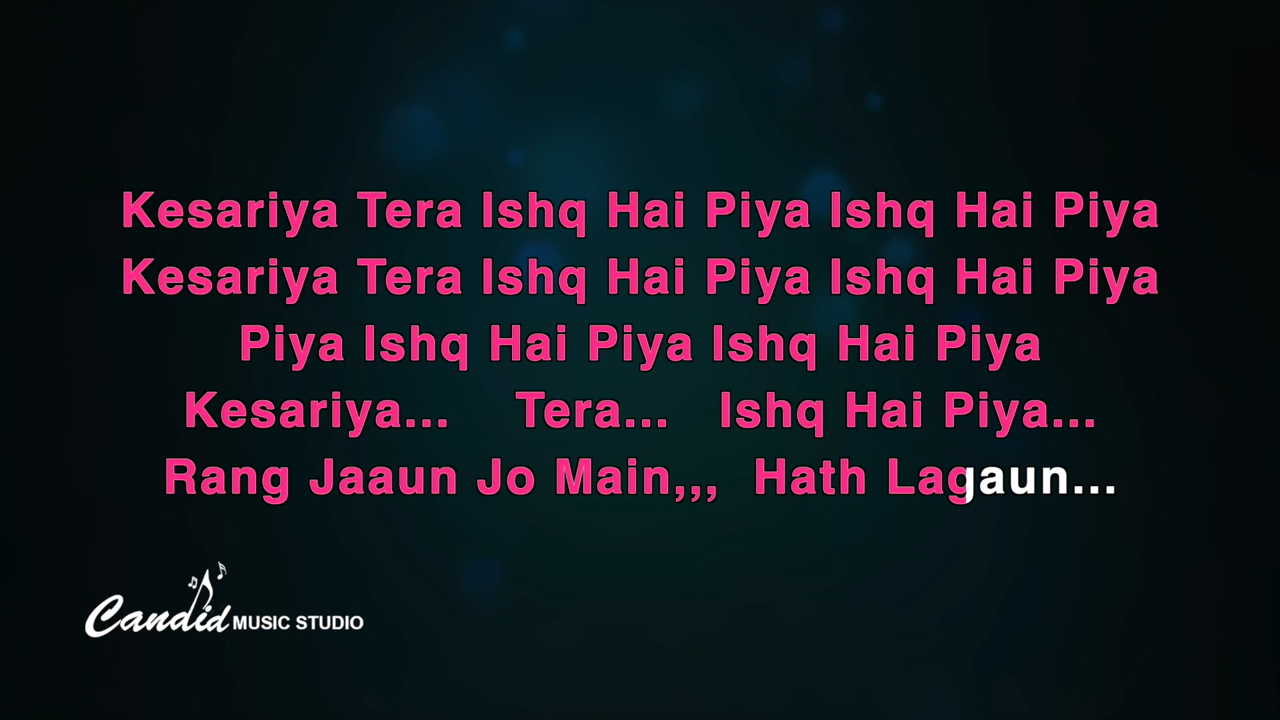 Kesariya Tera Ishq Hai Piya Ishq Hai Piya
Kesariya Tera Ishq Hai Piya Ishq Hai Piya
Piya Ishq Hai Piya Ishq Hai Piya
Kesariya... Tera... Ishq Hai Piya...
Rang Jaaun Jo Main,,, Hath Lagaun...
Candid MUSIC STUDIO